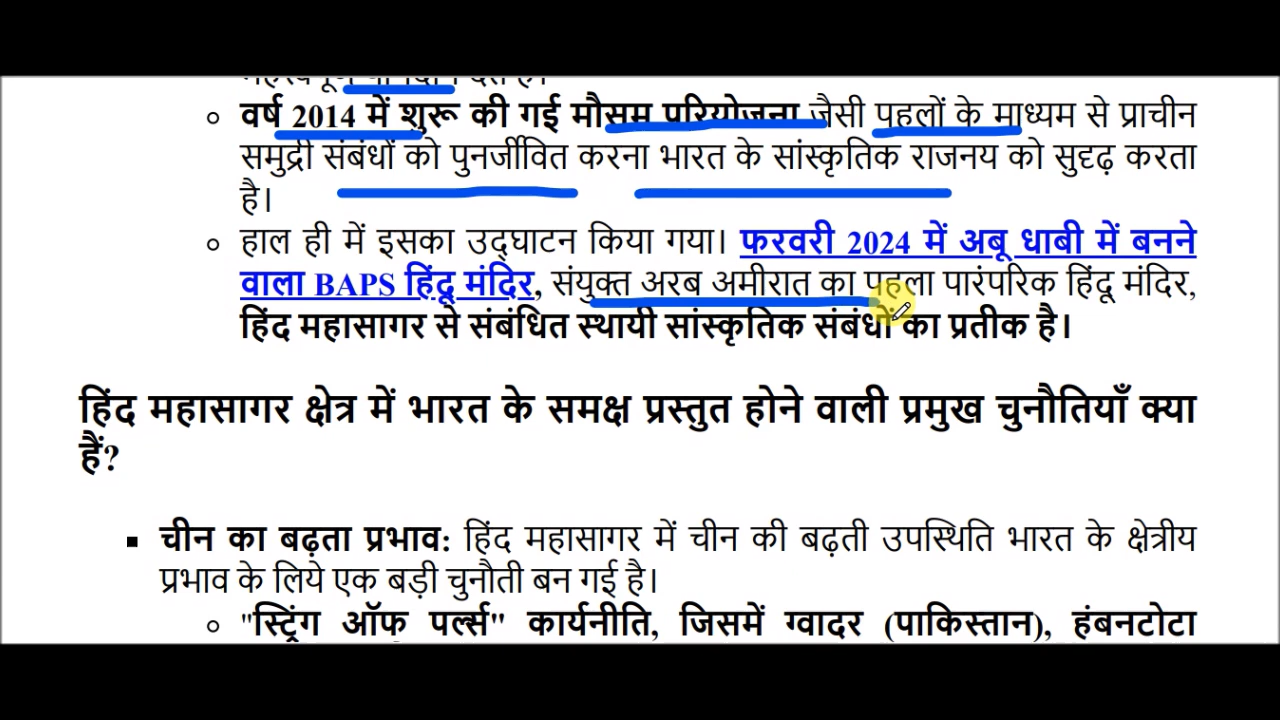 वर्ष 2014 में शुरू की गई मौसम परियोजना जैसी पहलों के माध्यम से प्राचीन
समुद्री संबंधों को पुनर्जीवित करना भारत के सांस्कृतिक राजनय को सुदृढ़ करता
है।
हाल ही में इसका उद्घाटन किया गया। फरवरी 2024 में अबू धाबी में बनने
वाला BAPS हिंदू मंदिर, संयुक्त अरब अमीरात का पहला पारंपरिक हिंदू मंदिर,
हिंद महासागर से संबंधित स्थायी सांस्कृतिक संबंधों का प्रतीक है।
हिंद महासागर क्षेत्र में भारत के समक्ष प्रस्तुत होने वाली प्रमुख चुनौतियाँ क्या
हैं?
चीन का बढ़ता प्रभाव: हिंद महासागर में चीन की बढ़ती उपस्थिति भारत के क्षेत्रीय
प्रभाव के लिये एक बड़ी चुनौती बन गई है।
"स्ट्रिंग ऑफ पर्ल्स" कार्यनीति, जिसमें ग्वादर (पाकिस्तान), हंबनटोटा